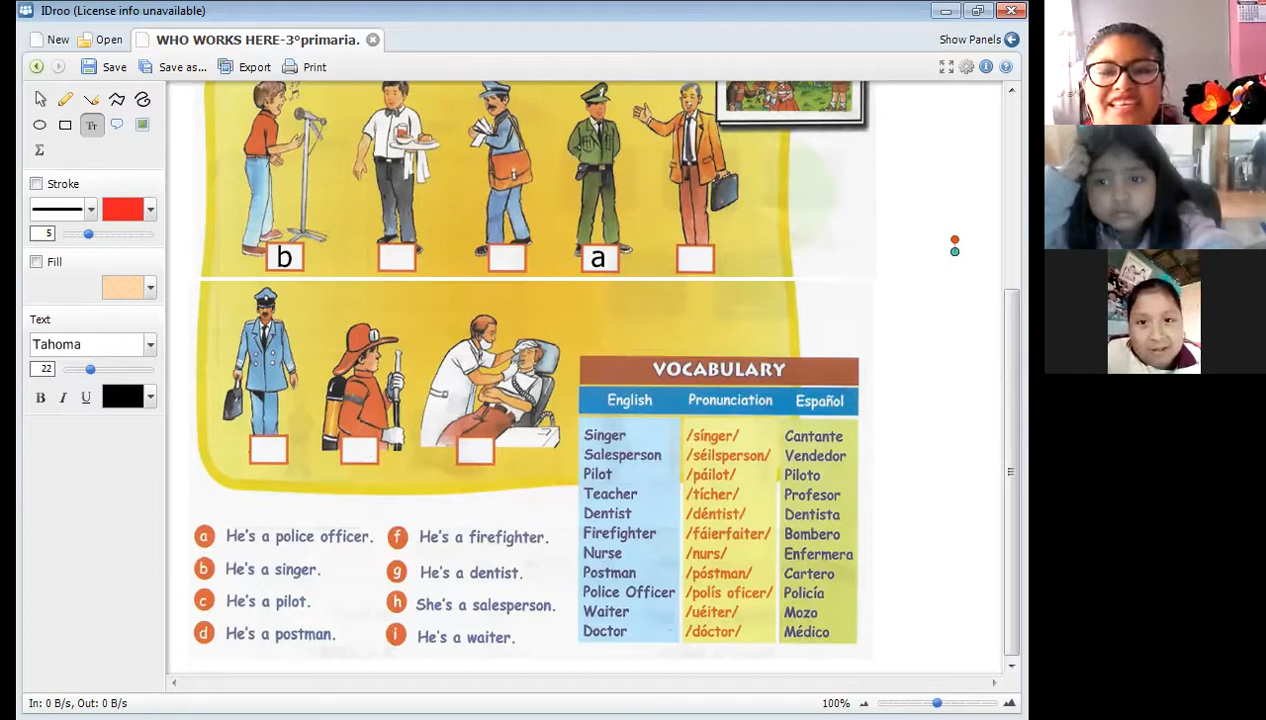 IDroo (License info unavailable)
New Open WHO WORKS HERE-3°primaria. Show Panels
Save Save as... Export Print
Tr
Σ
Stroke
5
Fill
Text
Tahoma
22
B I U
b a
VOCABULARY
English Pronunciation Español
Singer /sínger/ Cantante
Salesperson /séilsperson/ Vendedor
Pilot /páilot/ Piloto
Teacher /tícher/ Profesor
Dentist /déntist/ Dentista
Firefighter /fáierfaiter/ Bombero
Nurse /nurs/ Enfermera
Postman /póstman/ Cartero
Police Officer /polís oficer/ Policía
Waiter /uéiter/ Mozo
Doctor /dóctor/ Médico
a He's a police officer. f He's a firefighter.
b He's a singer. g He's a dentist.
c He's a pilot. h She's a salesperson.
d He's a postman. i He's a waiter.
In: 0 B/s, Out: 0 B/s 100%